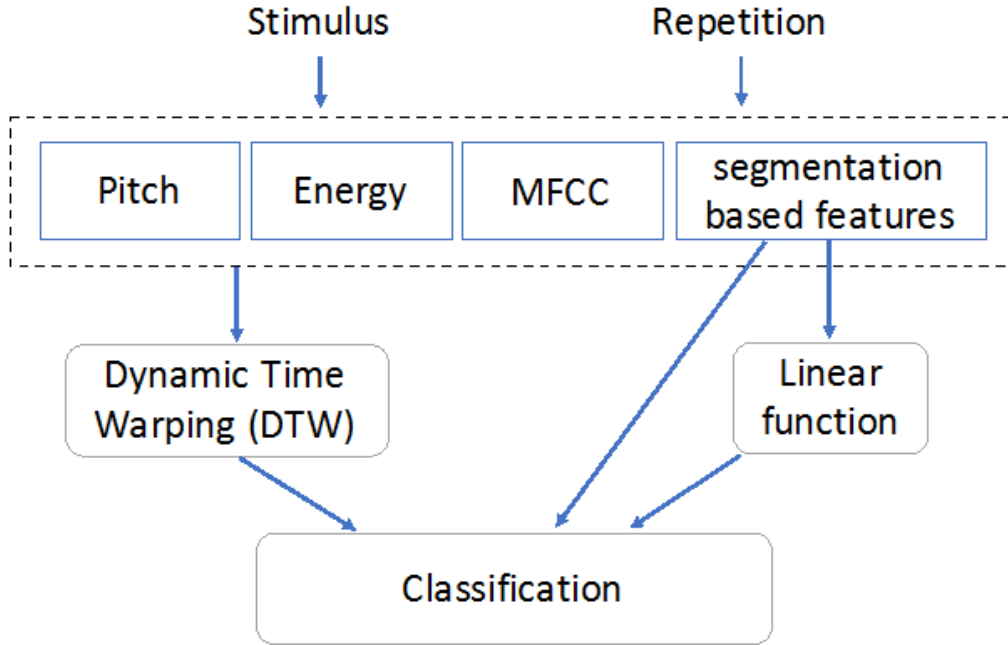 Stimulus
Repetition
Pitch
Energy
MFCC
segmentation
based features
Dynamic Time
Warping (DTW)
Linear
function
Classification